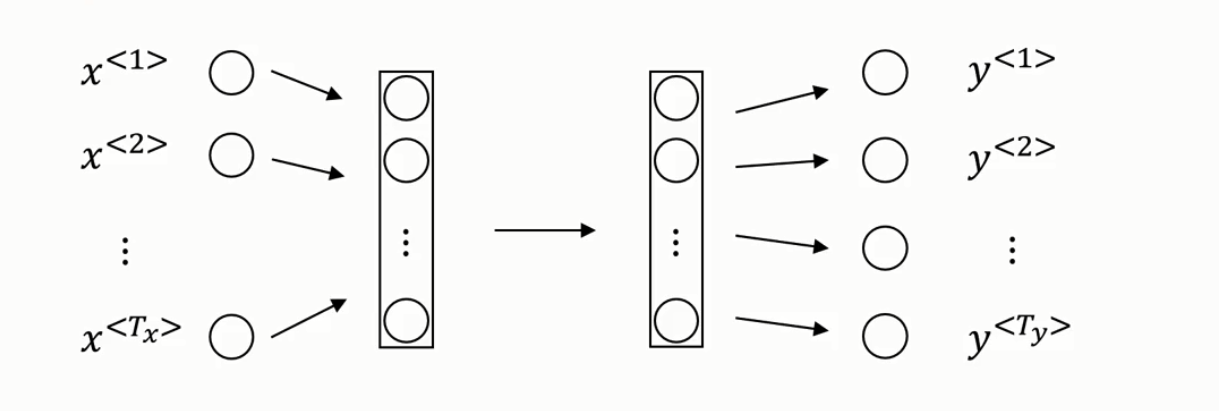 x<1> y<1>
x<2> y<2>
⋮ ⋮ ⋮ ⋮
x<Tx> y<Ty>